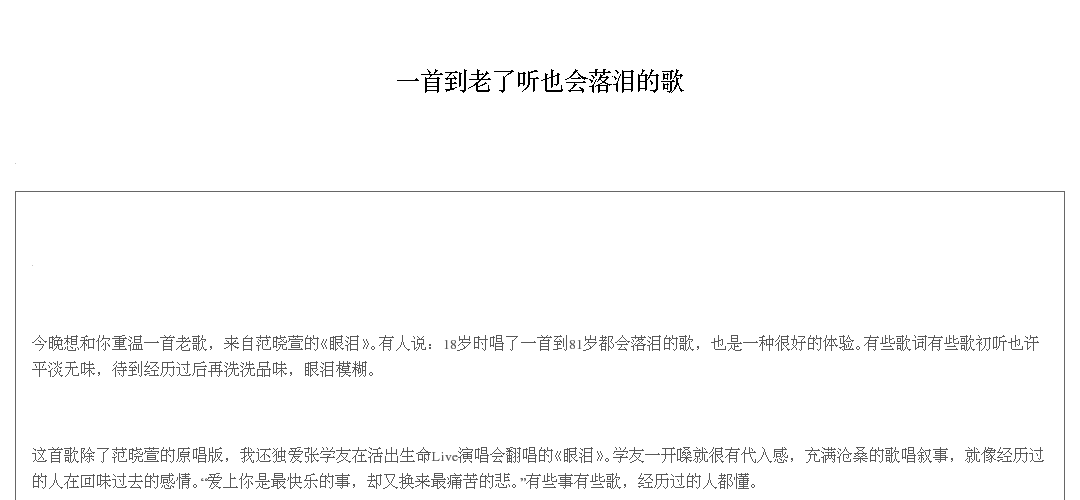 一首到老了听也会落泪的歌
今晚想和你重温一首老歌，来自范晓萱的《眼泪》。有人说：18岁时唱了一首到81岁都会落泪的歌，也是一种很好的体验。有些歌词有些歌初听也许
平淡无味，待到经历过后再洗洗品味，眼泪模糊。
这首歌除了范晓萱的原唱版，我还独爱张学友在活出生命Live演唱会翻唱的《眼泪》。学友一开嗓就很有代入感，充满沧桑的歌唱叙事，就像经历过
的人在回味过去的感情。“爱上你是最快乐的事，却又换来最痛苦的悲。”有些事有些歌，经历过的人都懂。